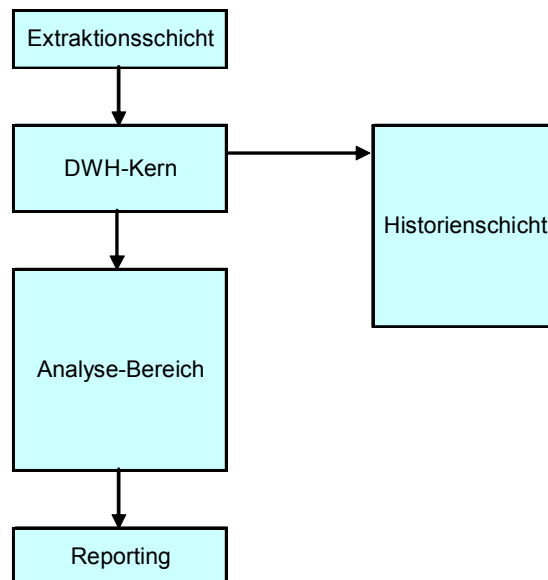 Extraktionsschicht
DWH-Kern
Historienschicht
Analyse-Bereich
Reporting